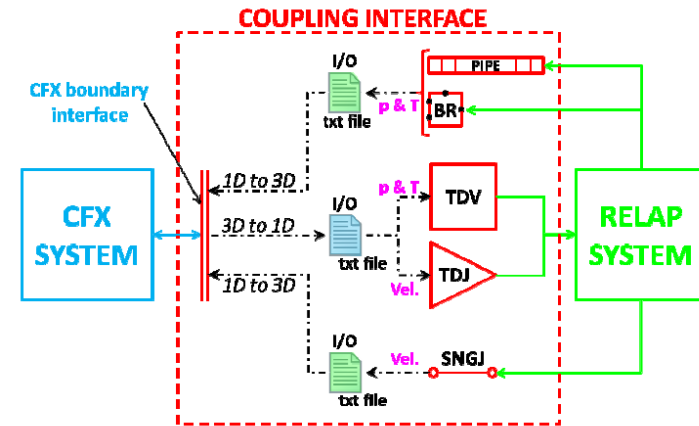 COUPLING INTERFACE
I/O
txt file
p & T
PIPE
BR
CFX boundary
interface
1D to 3D
CFX
SYSTEM
3D to 1D
I/O
txt file
p & T
TDV
TDJ
Vel.
RELAP
SYSTEM
1D to 3D
I/O
txt file
Vel.
SNGJ